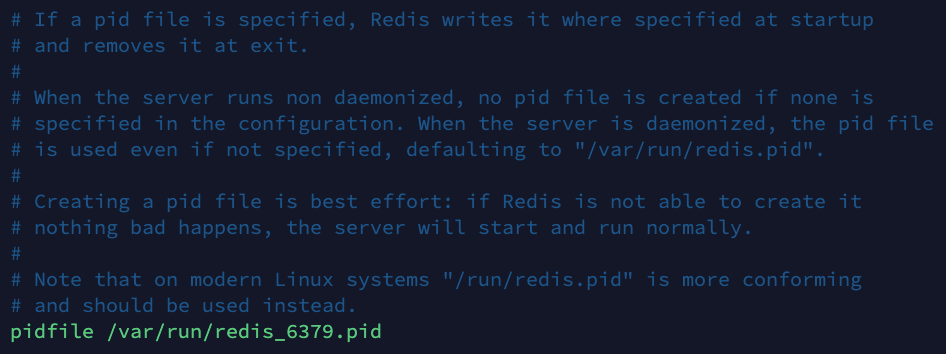 # If a pid file is specified, Redis writes it where specified at startup
# and removes it at exit.
#
# When the server runs non daemonized, no pid file is created if none is
# specified in the configuration. When the server is daemonized, the pid file
# is used even if not specified, defaulting to "/var/run/redis.pid".
#
# Creating a pid file is best effort: if Redis is not able to create it
# nothing bad happens, the server will start and run normally.
#
# Note that on modern Linux systems "/run/redis.pid" is more conforming
# and should be used instead.
pidfile /var/run/redis_6379.pid